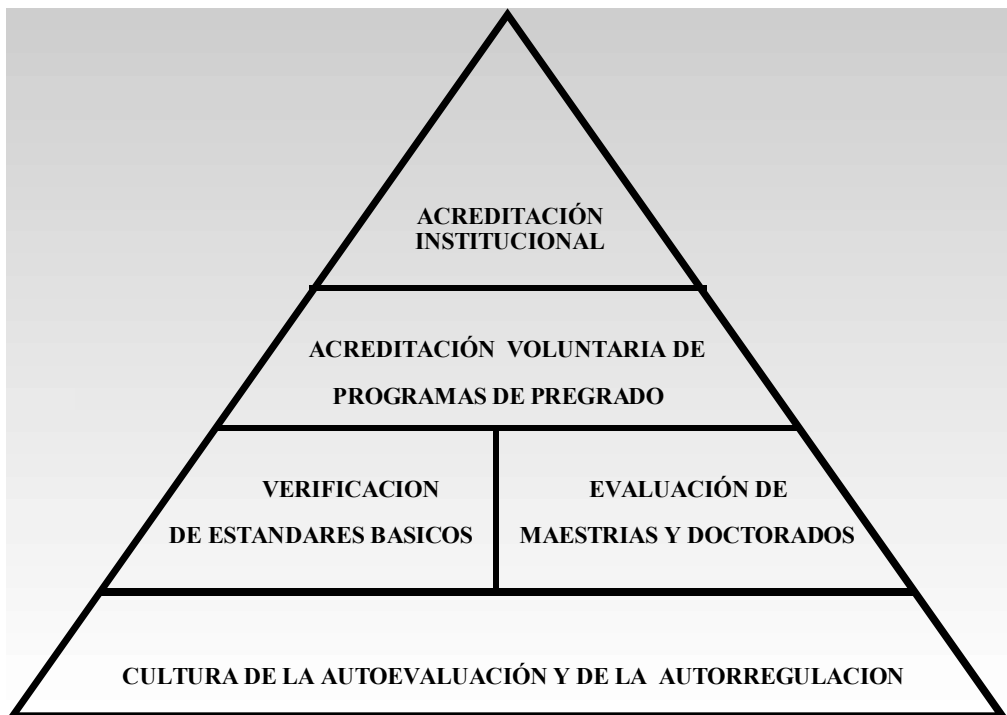 ACREDITACIÓN
INSTITUCIONAL
ACREDITACIÓN VOLUNTARIA DE
PROGRAMAS DE PREGRADO
VERIFICACION
DE ESTANDARES BASICOS
EVALUACIÓN DE
MAESTRIAS Y DOCTORADOS
CULTURA DE LA AUTOEVALUACIÓN Y DE LA AUTORREGULACION